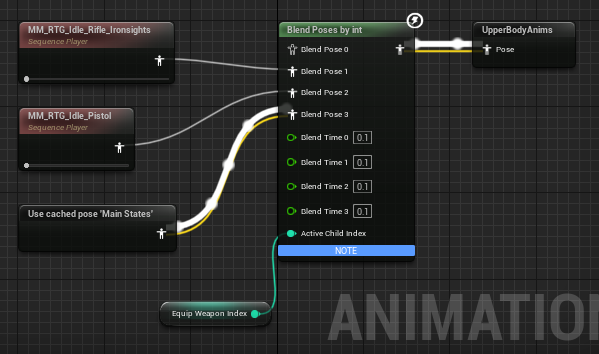 MM_RTG_Idle_Rifle_Ironsights
Sequence Player
MM_RTG_Idle_Pistol
Sequence Player
Use cached pose 'Main States'
Equip Weapon Index
Blend Poses by int
Blend Pose 0
Blend Pose 1
Blend Pose 2
Blend Pose 3
Blend Time 0 0.1
Blend Time 1 0.1
Blend Time 2 0.1
Blend Time 3 0.1
Active Child Index
NOTE
UpperBodyAnims
Pose
ANIMATION